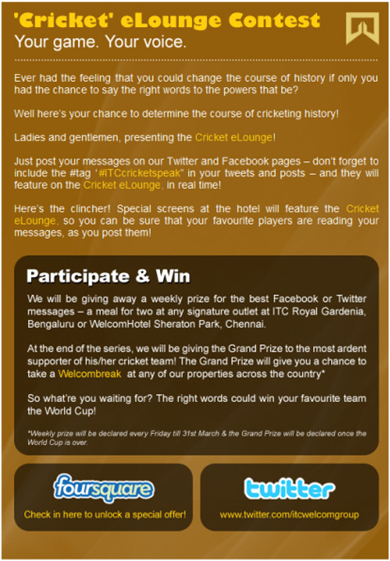 'Cricket' eLounge Contest
Your game. Your voice.
Ever had the feeling that you could change the course of history if only you
had the chance to say the right words to the powers that be?
Well here's your chance to determine the course of cricketing history!
Ladies and gentlemen, presenting the Cricket eLounge!
Just post your messages on our Twitter and Facebook pages – don't forget to
include the #tag '#ITCcricketspeak" in your tweets and posts – and they will
feature on the Cricket eLounge, in real time!
Here's the clincher! Special screens at the hotel will feature the Cricket
eLounge, so you can be sure that your favourite players are reading your
messages, as you post them!
Participate & Win
We will be giving away a weekly prize for the best Facebook or Twitter
messages – a meal for two at any signature outlet at ITC Royal Gardenia,
Bengaluru or WelcomHotel Sheraton Park, Chennai.
At the end of the series, we will be giving the Grand Prize to the most ardent
supporter of his/her cricket team! The Grand Prize will give you a chance to
take a Welcombreak at any of our properties across the country*
So what're you waiting for? The right words could win your favourite team
the World Cup!
*Weekly prize will be declared every Friday till 31st March & the Grand Prize will be declared once the
World Cup is over.
foursquare
Check in here to unlock a special offer!
twitter
www.twitter.com/itcwelcomgroup